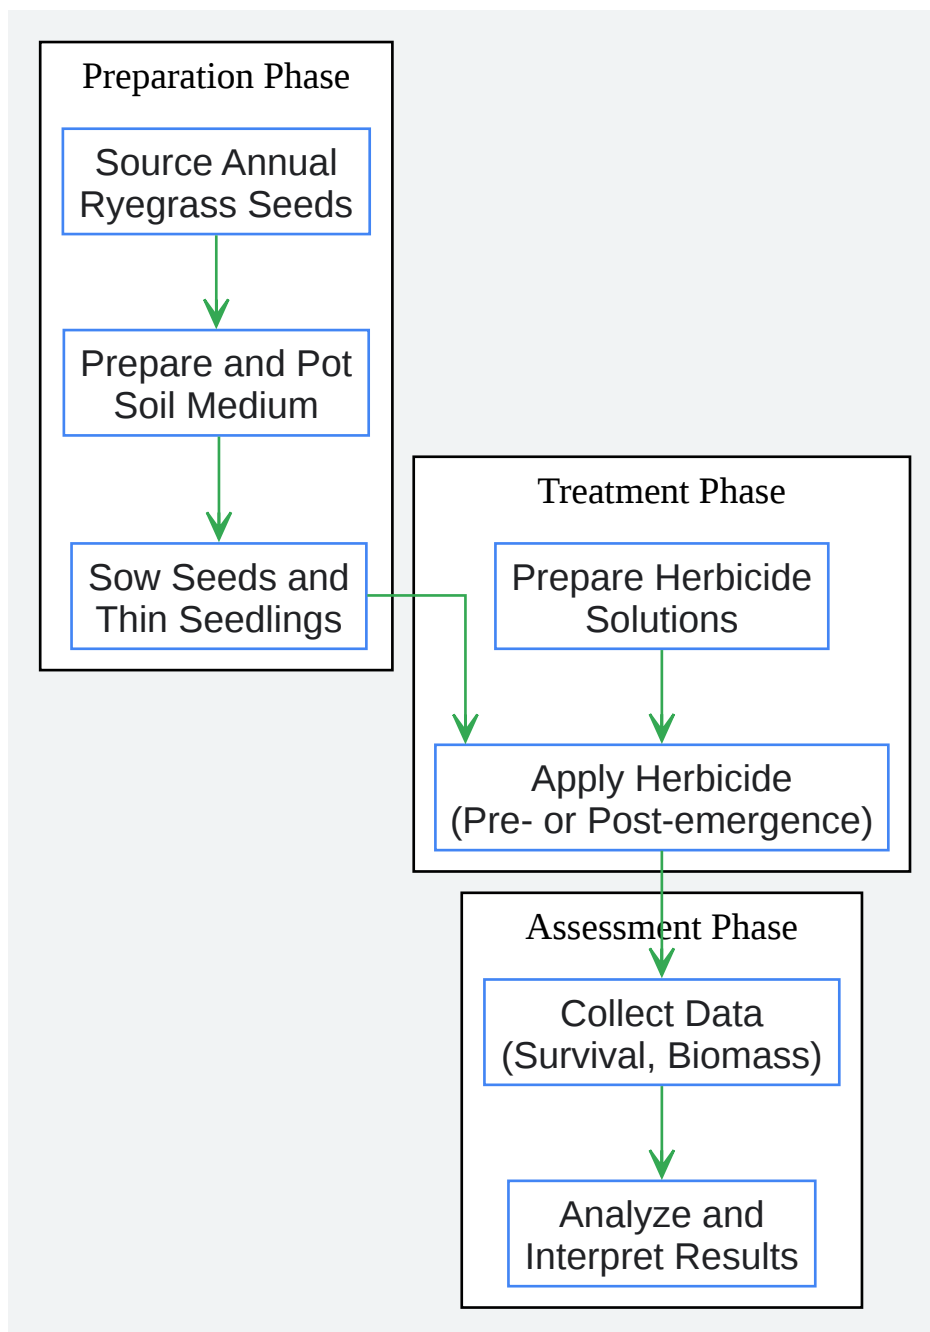 Preparation Phase
Source Annual
Ryegrass Seeds
Prepare and Pot
Soil Medium
Sow Seeds and
Thin Seedlings
Treatment Phase
Prepare Herbicide
Solutions
Apply Herbicide
(Pre- or Post-emergence)
Assessment Phase
Collect Data
(Survival, Biomass)
Analyze and
Interpret Results